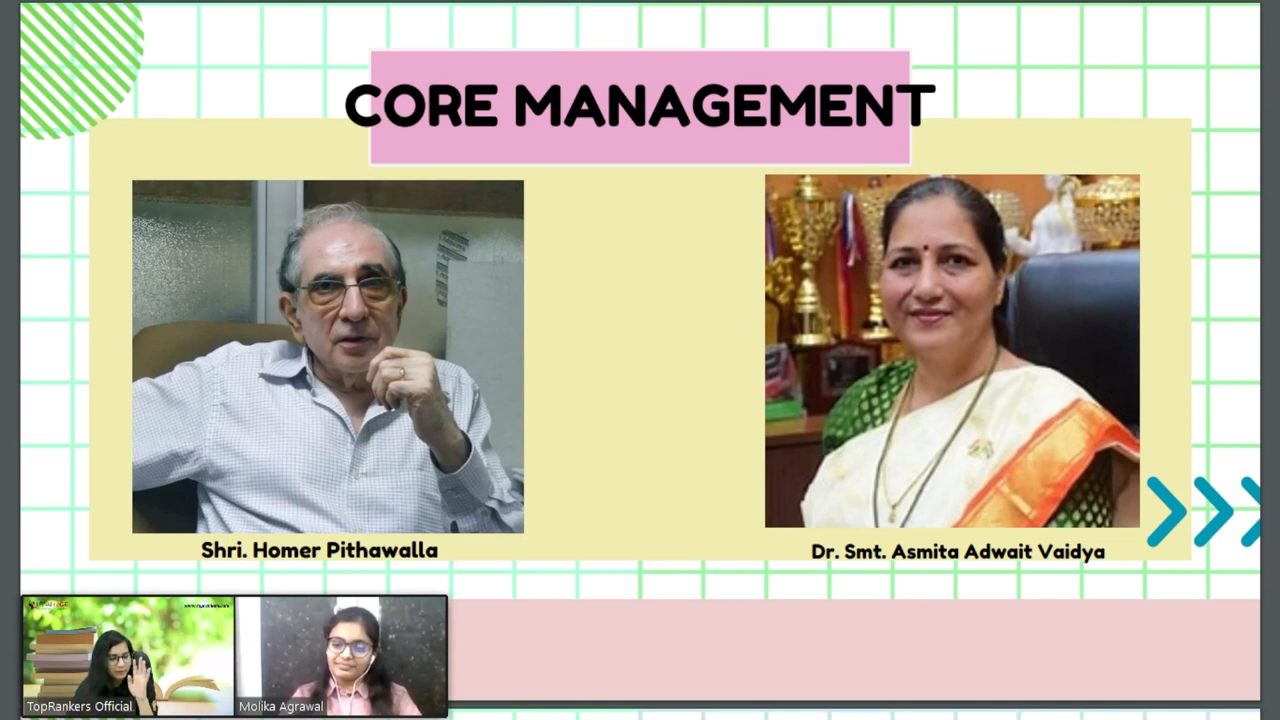 CORE MANAGEMENT
Shri. Homer Pithawalla
Dr. Smt. Asmita Adwait Vaidya
TopRankers Official
Molika Agrawal